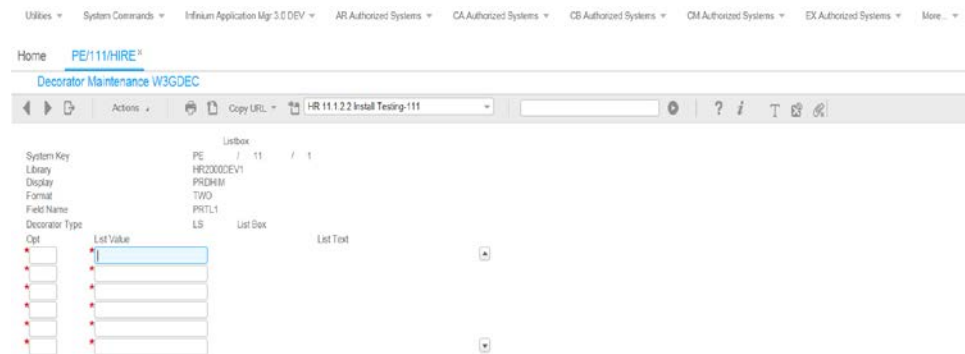 Utilities System Commands Infinium Application Mgr 3.0 DEV AR Authorized Systems CA Authorized Systems CB Authorized Systems CM Authorized Systems EX Authorized Systems More...
Home PE/111/HIRE x
Decorator Maintenance W3GDEC
Actions Copy URL HR 11.1.2.2 Install Testing-111 ? i T
Listbox
System Key PE / 11 / 1
Library HR2000DEV1
Display PRDHIM
Format TWO
Field Name PRTL1
Decorator Type LS List Box
Opt List Value List Text
* *
* *
* *
* *
* *
* *